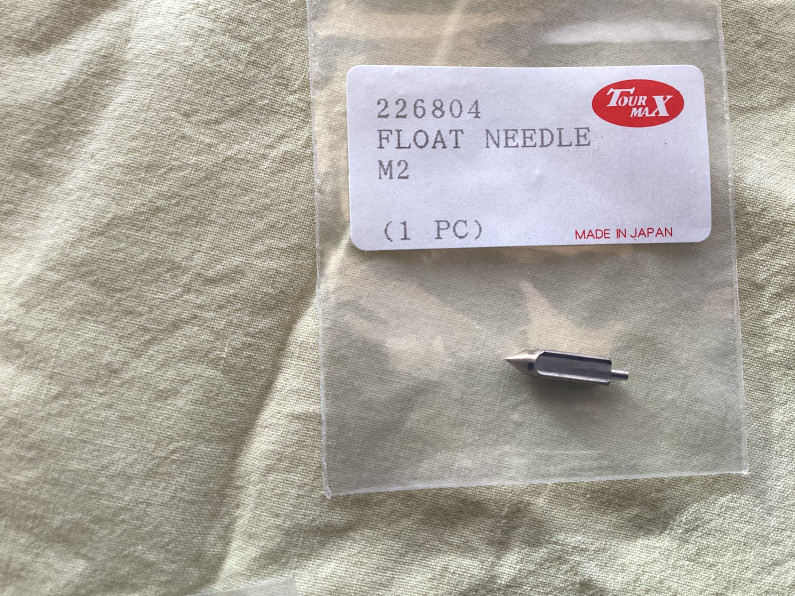 226804
FLOAT NEEDLE
M2
(1 PC)
TOUR
MAX
MADE IN JAPAN